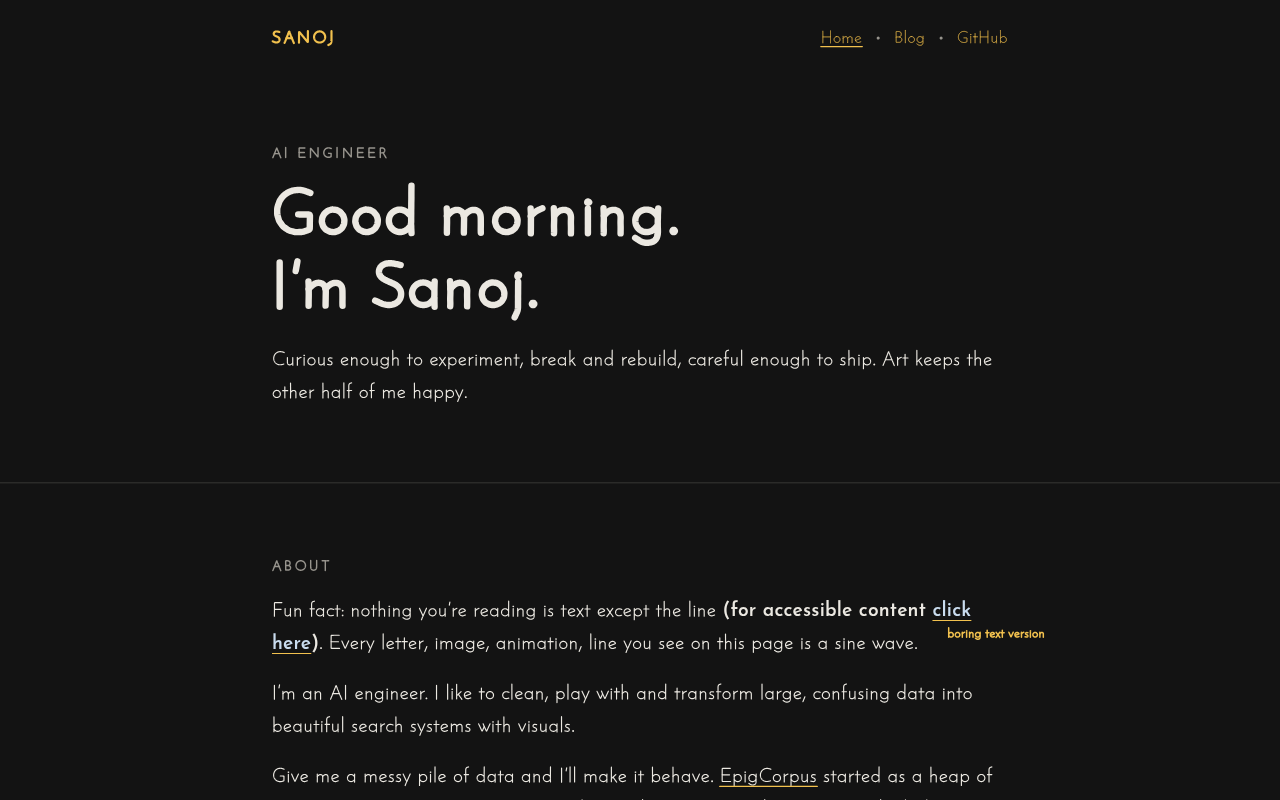 SANOJ
Home • Blog • GitHub
AI ENGINEER
Good morning.
I'm Sanoj.
Curious enough to experiment, break and rebuild, careful enough to ship. Art keeps the
other half of me happy.
ABOUT
Fun fact: nothing you're reading is text except the line (for accessible content click
here). Every letter, image, animation, line you see on this page is a sine wave.
boring text version
I'm an AI engineer. I like to clean, play with and transform large, confusing data into
beautiful search systems with visuals.
Give me a messy pile of data and I'll make it behave. EpigCorpus started as a heap of